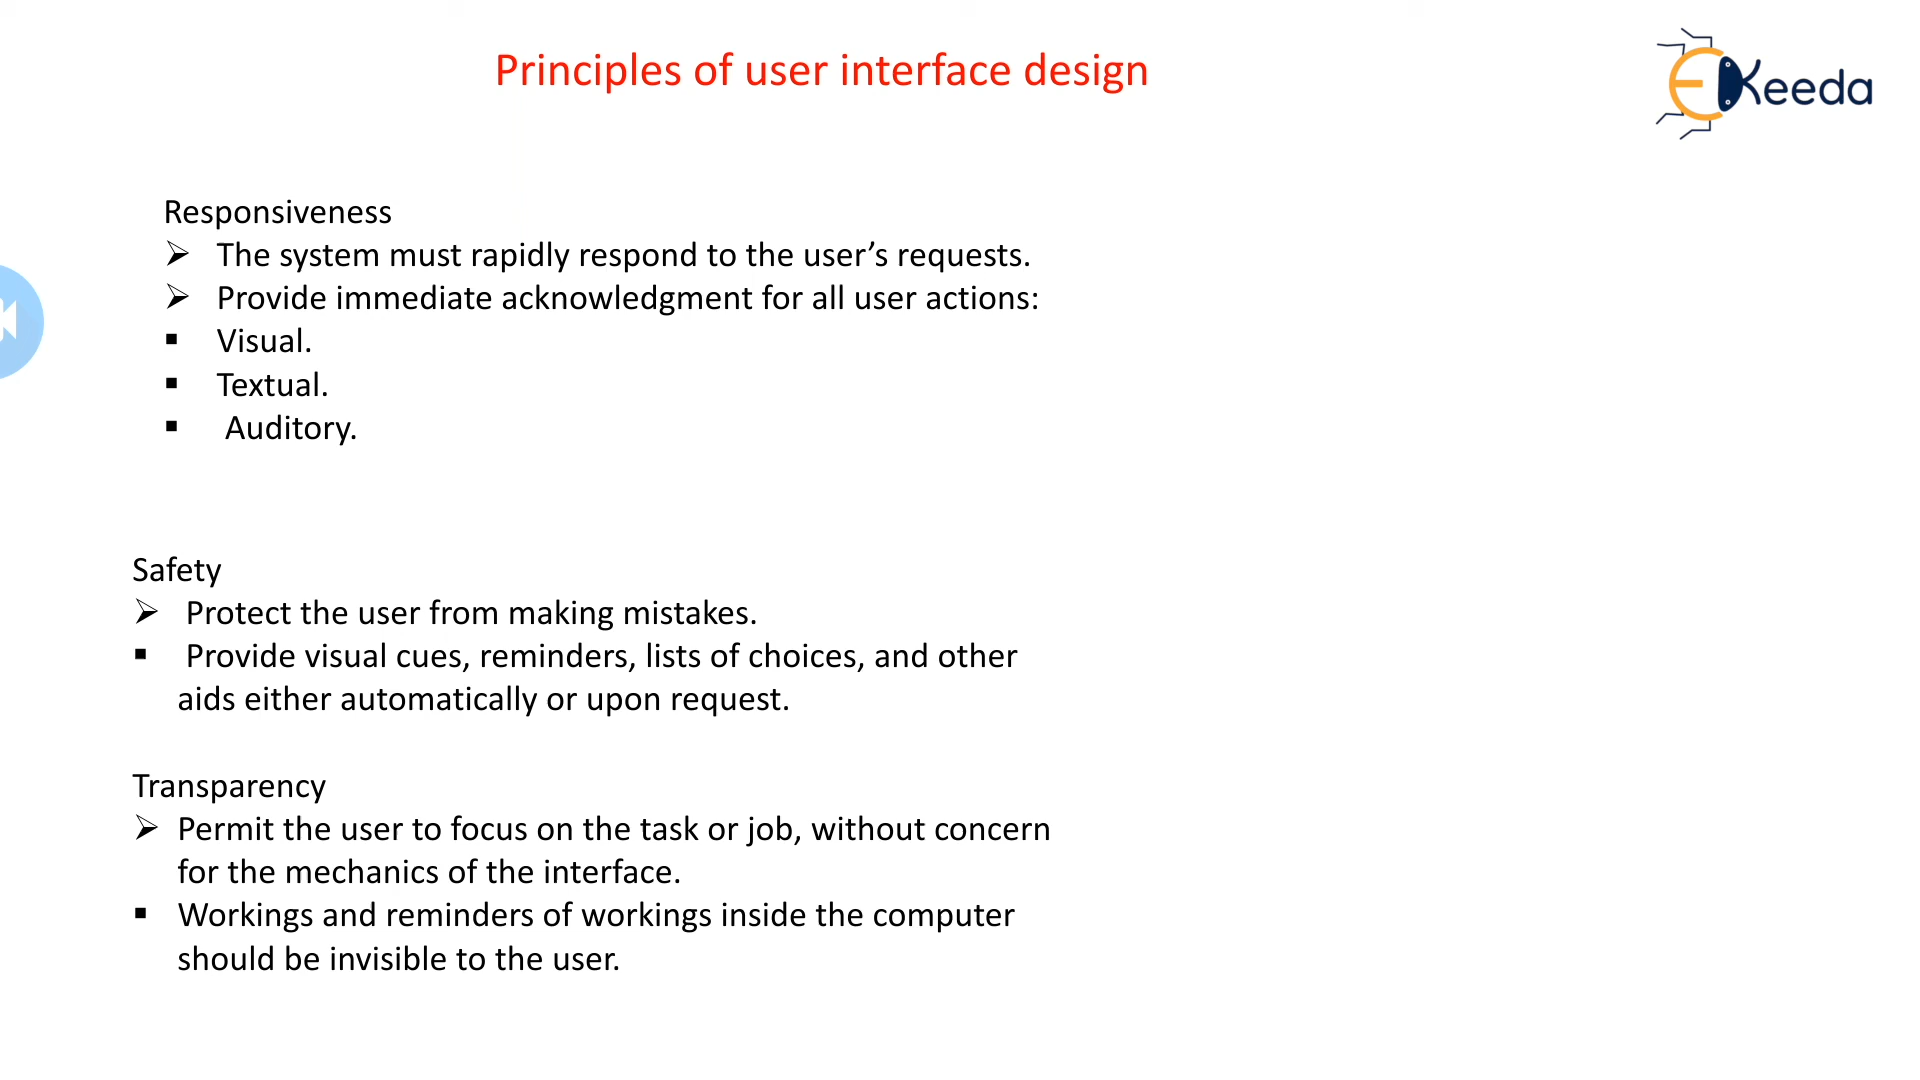 Principles of user interface design
EKeeda
Responsiveness
➢ The system must rapidly respond to the user’s requests.
➢ Provide immediate acknowledgment for all user actions:
▪ Visual.
▪ Textual.
▪ Auditory.
Safety
➢ Protect the user from making mistakes.
▪ Provide visual cues, reminders, lists of choices, and other
aids either automatically or upon request.
Transparency
➢ Permit the user to focus on the task or job, without concern
for the mechanics of the interface.
▪ Workings and reminders of workings inside the computer
should be invisible to the user.